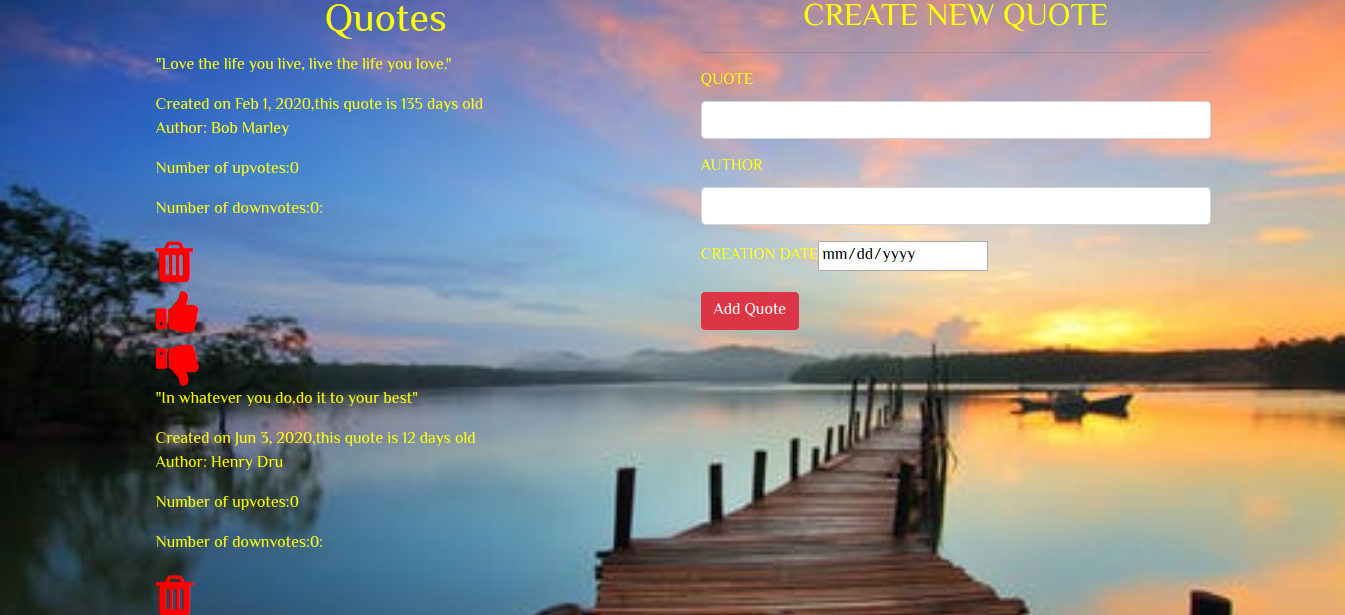 Quotes
"Love the life you live, live the life you love."
Created on Feb 1, 2020,this quote is 135 days old
Author: Bob Marley
Number of upvotes:0
Number of downvotes:0:
"In whatever you do,do it to your best"
Created on Jun 3, 2020,this quote is 12 days old
Author: Henry Dru
Number of upvotes:0
Number of downvotes:0:
CREATE NEW QUOTE
QUOTE
AUTHOR
CREATION DATE mm/dd/yyyy
Add Quote